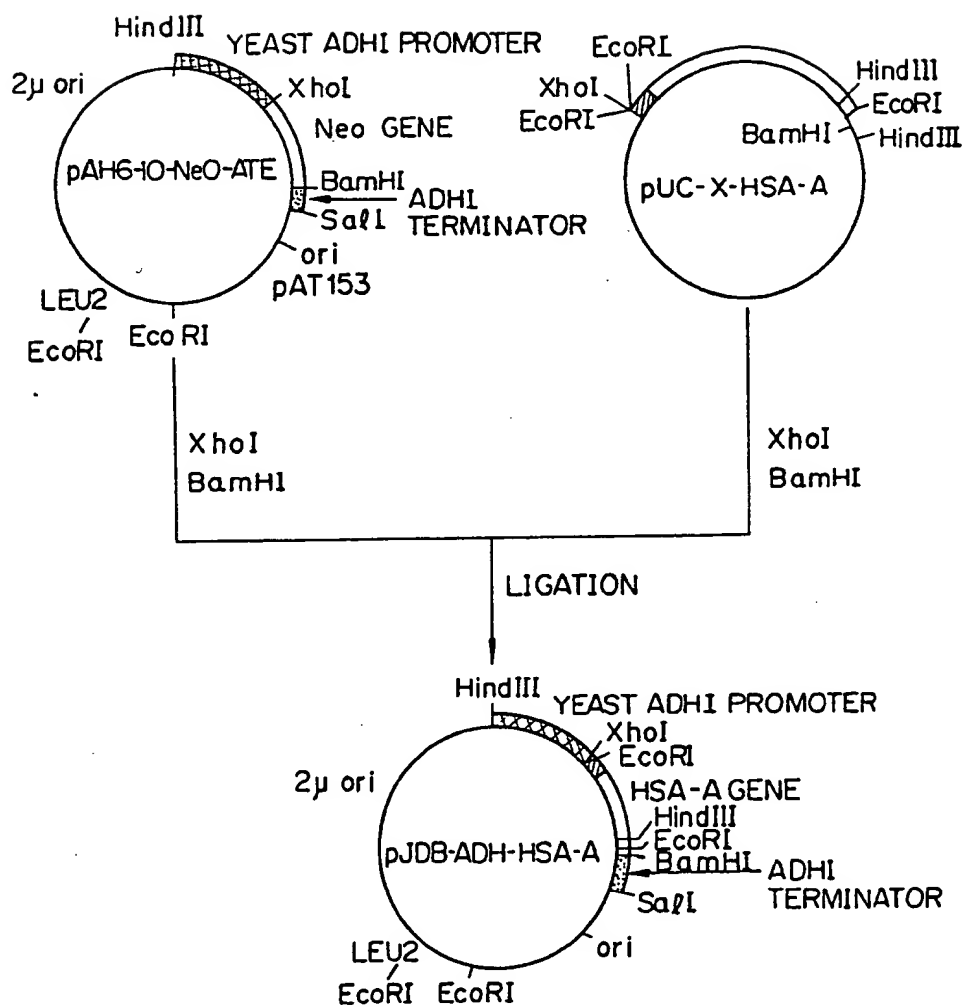 HindIII
YEAST ADHI PROMOTER
2μ ori
XhoI
Neo GENE
pAH6-10-NeO-ATE
BamHI
ADHI
TERMINATOR
SalI
ori
pAT153
LEU2
EcoRI
EcoRI
EcoRI
XhoI
EcoRI
HindIII
EcoRI
BamHI
HindIII
pUC-X-HSA-A
XhoI
BamHI
XhoI
BamHI
LIGATION
HindIII
YEAST ADHI PROMOTER
XhoI
EcoRI
2μ ori
HSA-A GENE
HindIII
EcoRI
BamHI
pJDB-ADH-HSA-A
ADHI
TERMINATOR
SalI
ori
LEU2
EcoRI
EcoRI